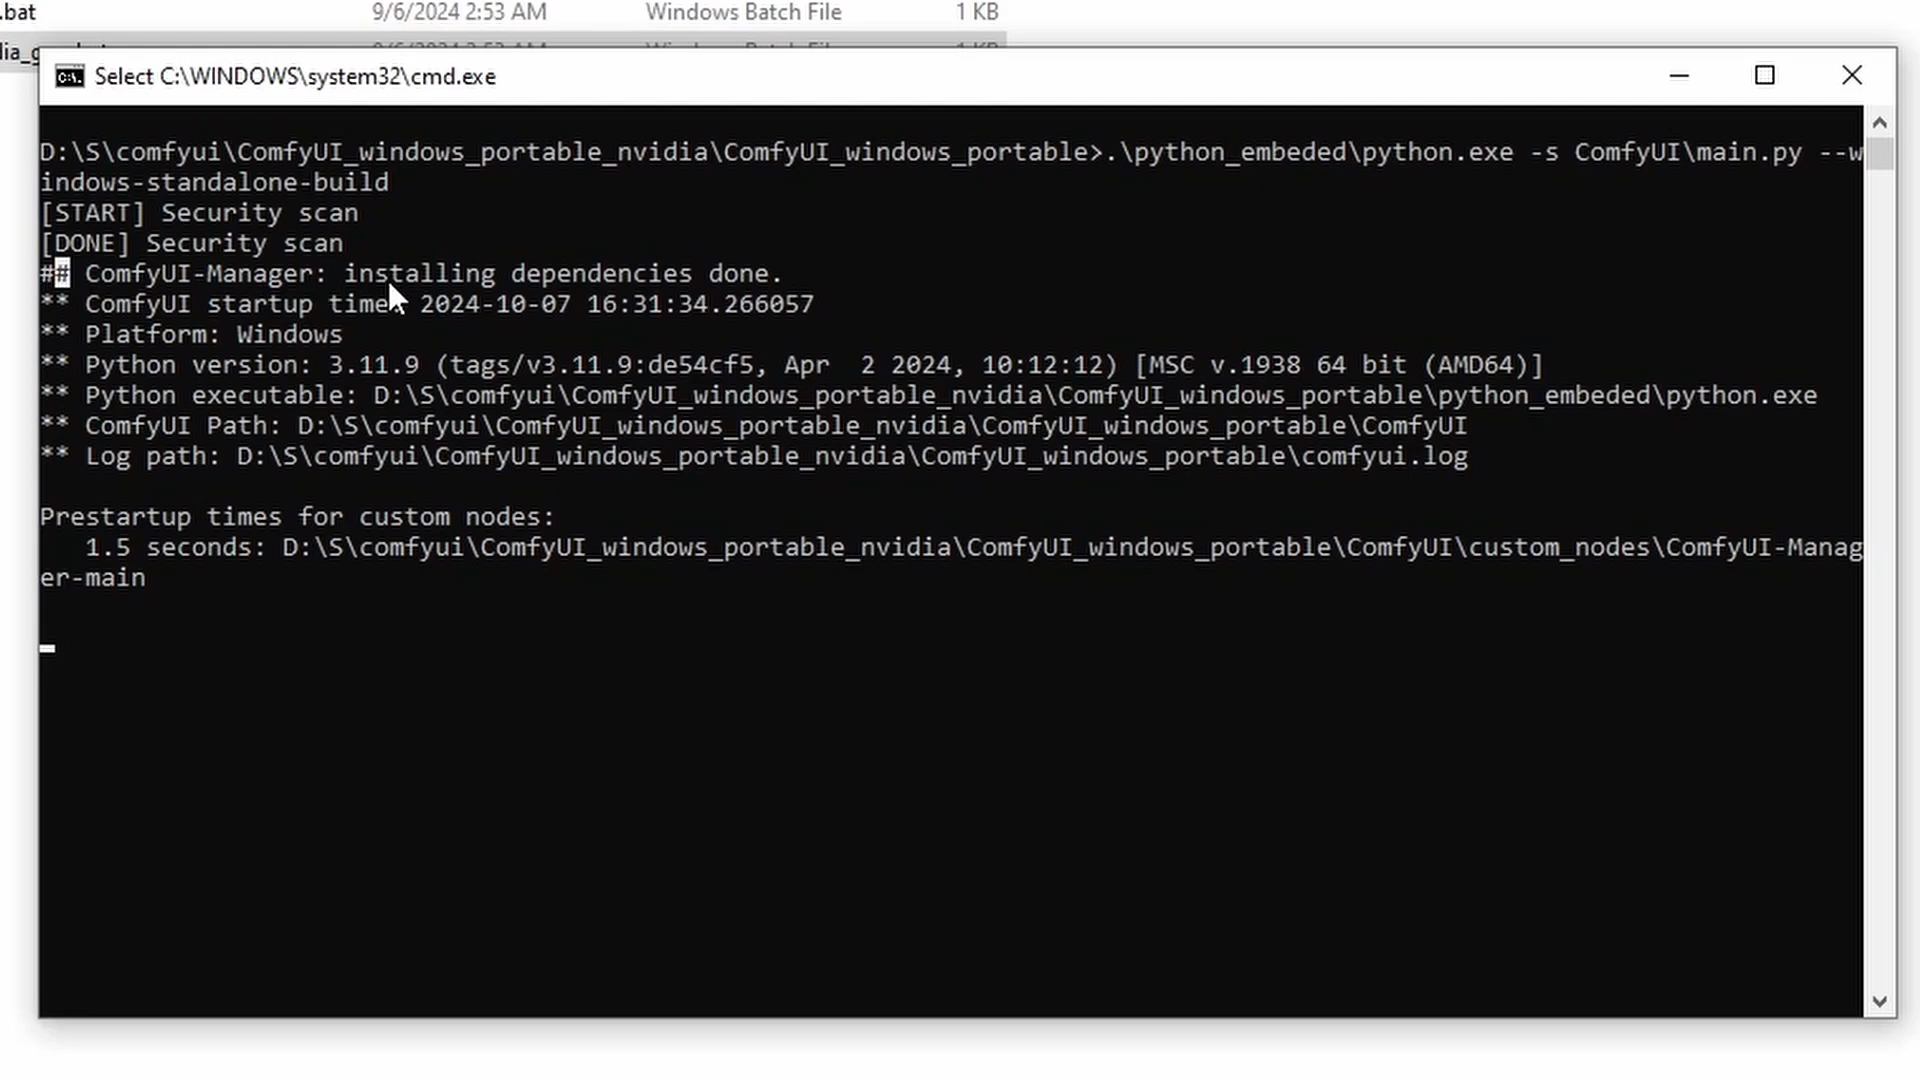 .bat 9/6/2024 2:53 AM Windows Batch File 1 KB
Select C:\WINDOWS\system32\cmd.exe
D:\S\comfyui\ComfyUI_windows_portable_nvidia\ComfyUI_windows_portable>.\python_embeded\python.exe -s ComfyUI\main.py --w
indows-standalone-build
[START] Security scan
[DONE] Security scan
## ComfyUI-Manager: installing dependencies done.
** ComfyUI startup time: 2024-10-07 16:31:34.266057
** Platform: Windows
** Python version: 3.11.9 (tags/v3.11.9:de54cf5, Apr  2 2024, 10:12:12) [MSC v.1938 64 bit (AMD64)]
** Python executable: D:\S\comfyui\ComfyUI_windows_portable_nvidia\ComfyUI_windows_portable\python_embeded\python.exe
** ComfyUI Path: D:\S\comfyui\ComfyUI_windows_portable_nvidia\ComfyUI_windows_portable\ComfyUI
** Log path: D:\S\comfyui\ComfyUI_windows_portable_nvidia\ComfyUI_windows_portable\comfyui.log
Prestartup times for custom nodes:
1.5 seconds: D:\S\comfyui\ComfyUI_windows_portable_nvidia\ComfyUI_windows_portable\ComfyUI\custom_nodes\ComfyUI-Manag
er-main